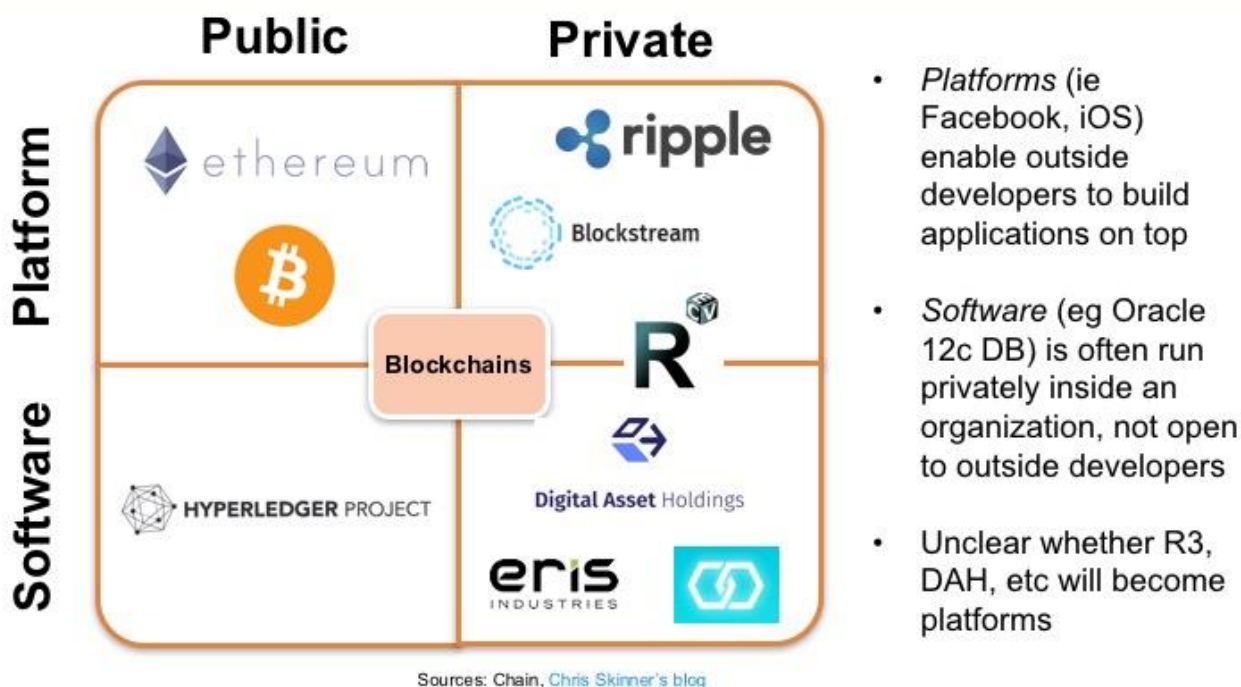 Public
Private
Platform
Software
ethereum
ripple
Blockstream
₿
R
CEV
Blockchains
HYPERLEDGER PROJECT
Digital Asset Holdings
eris
INDUSTRIES
• Platforms (ie
Facebook, iOS)
enable outside
developers to build
applications on top
• Software (eg Oracle
12c DB) is often run
privately inside an
organization, not open
to outside developers
• Unclear whether R3,
DAH, etc will become
platforms
Sources: Chain, Chris Skinner's blog